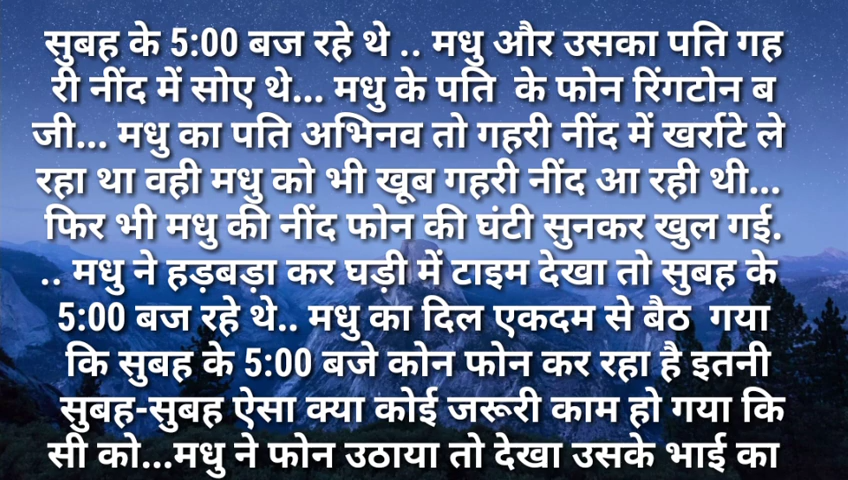 सुबह के 5:00 बज रहे थे .. मधु और उसका पति गह
री नींद में सोए थे... मधु के पति के फोन रिंगटोन ब
जी... मधु का पति अभिनव तो गहरी नींद में खर्राटे ले
रहा था वही मधु को भी खूब गहरी नींद आ रही थी...
फिर भी मधु की नींद फोन की घंटी सुनकर खुल गई.
.. मधु ने हड़बड़ा कर घड़ी में टाइम देखा तो सुबह के
5:00 बज रहे थे.. मधु का दिल एकदम से बैठ गया
कि सुबह के 5:00 बजे कोन फोन कर रहा है इतनी
सुबह-सुबह ऐसा क्या कोई जरूरी काम हो गया कि
सी को...मधु ने फोन उठाया तो देखा उसके भाई का